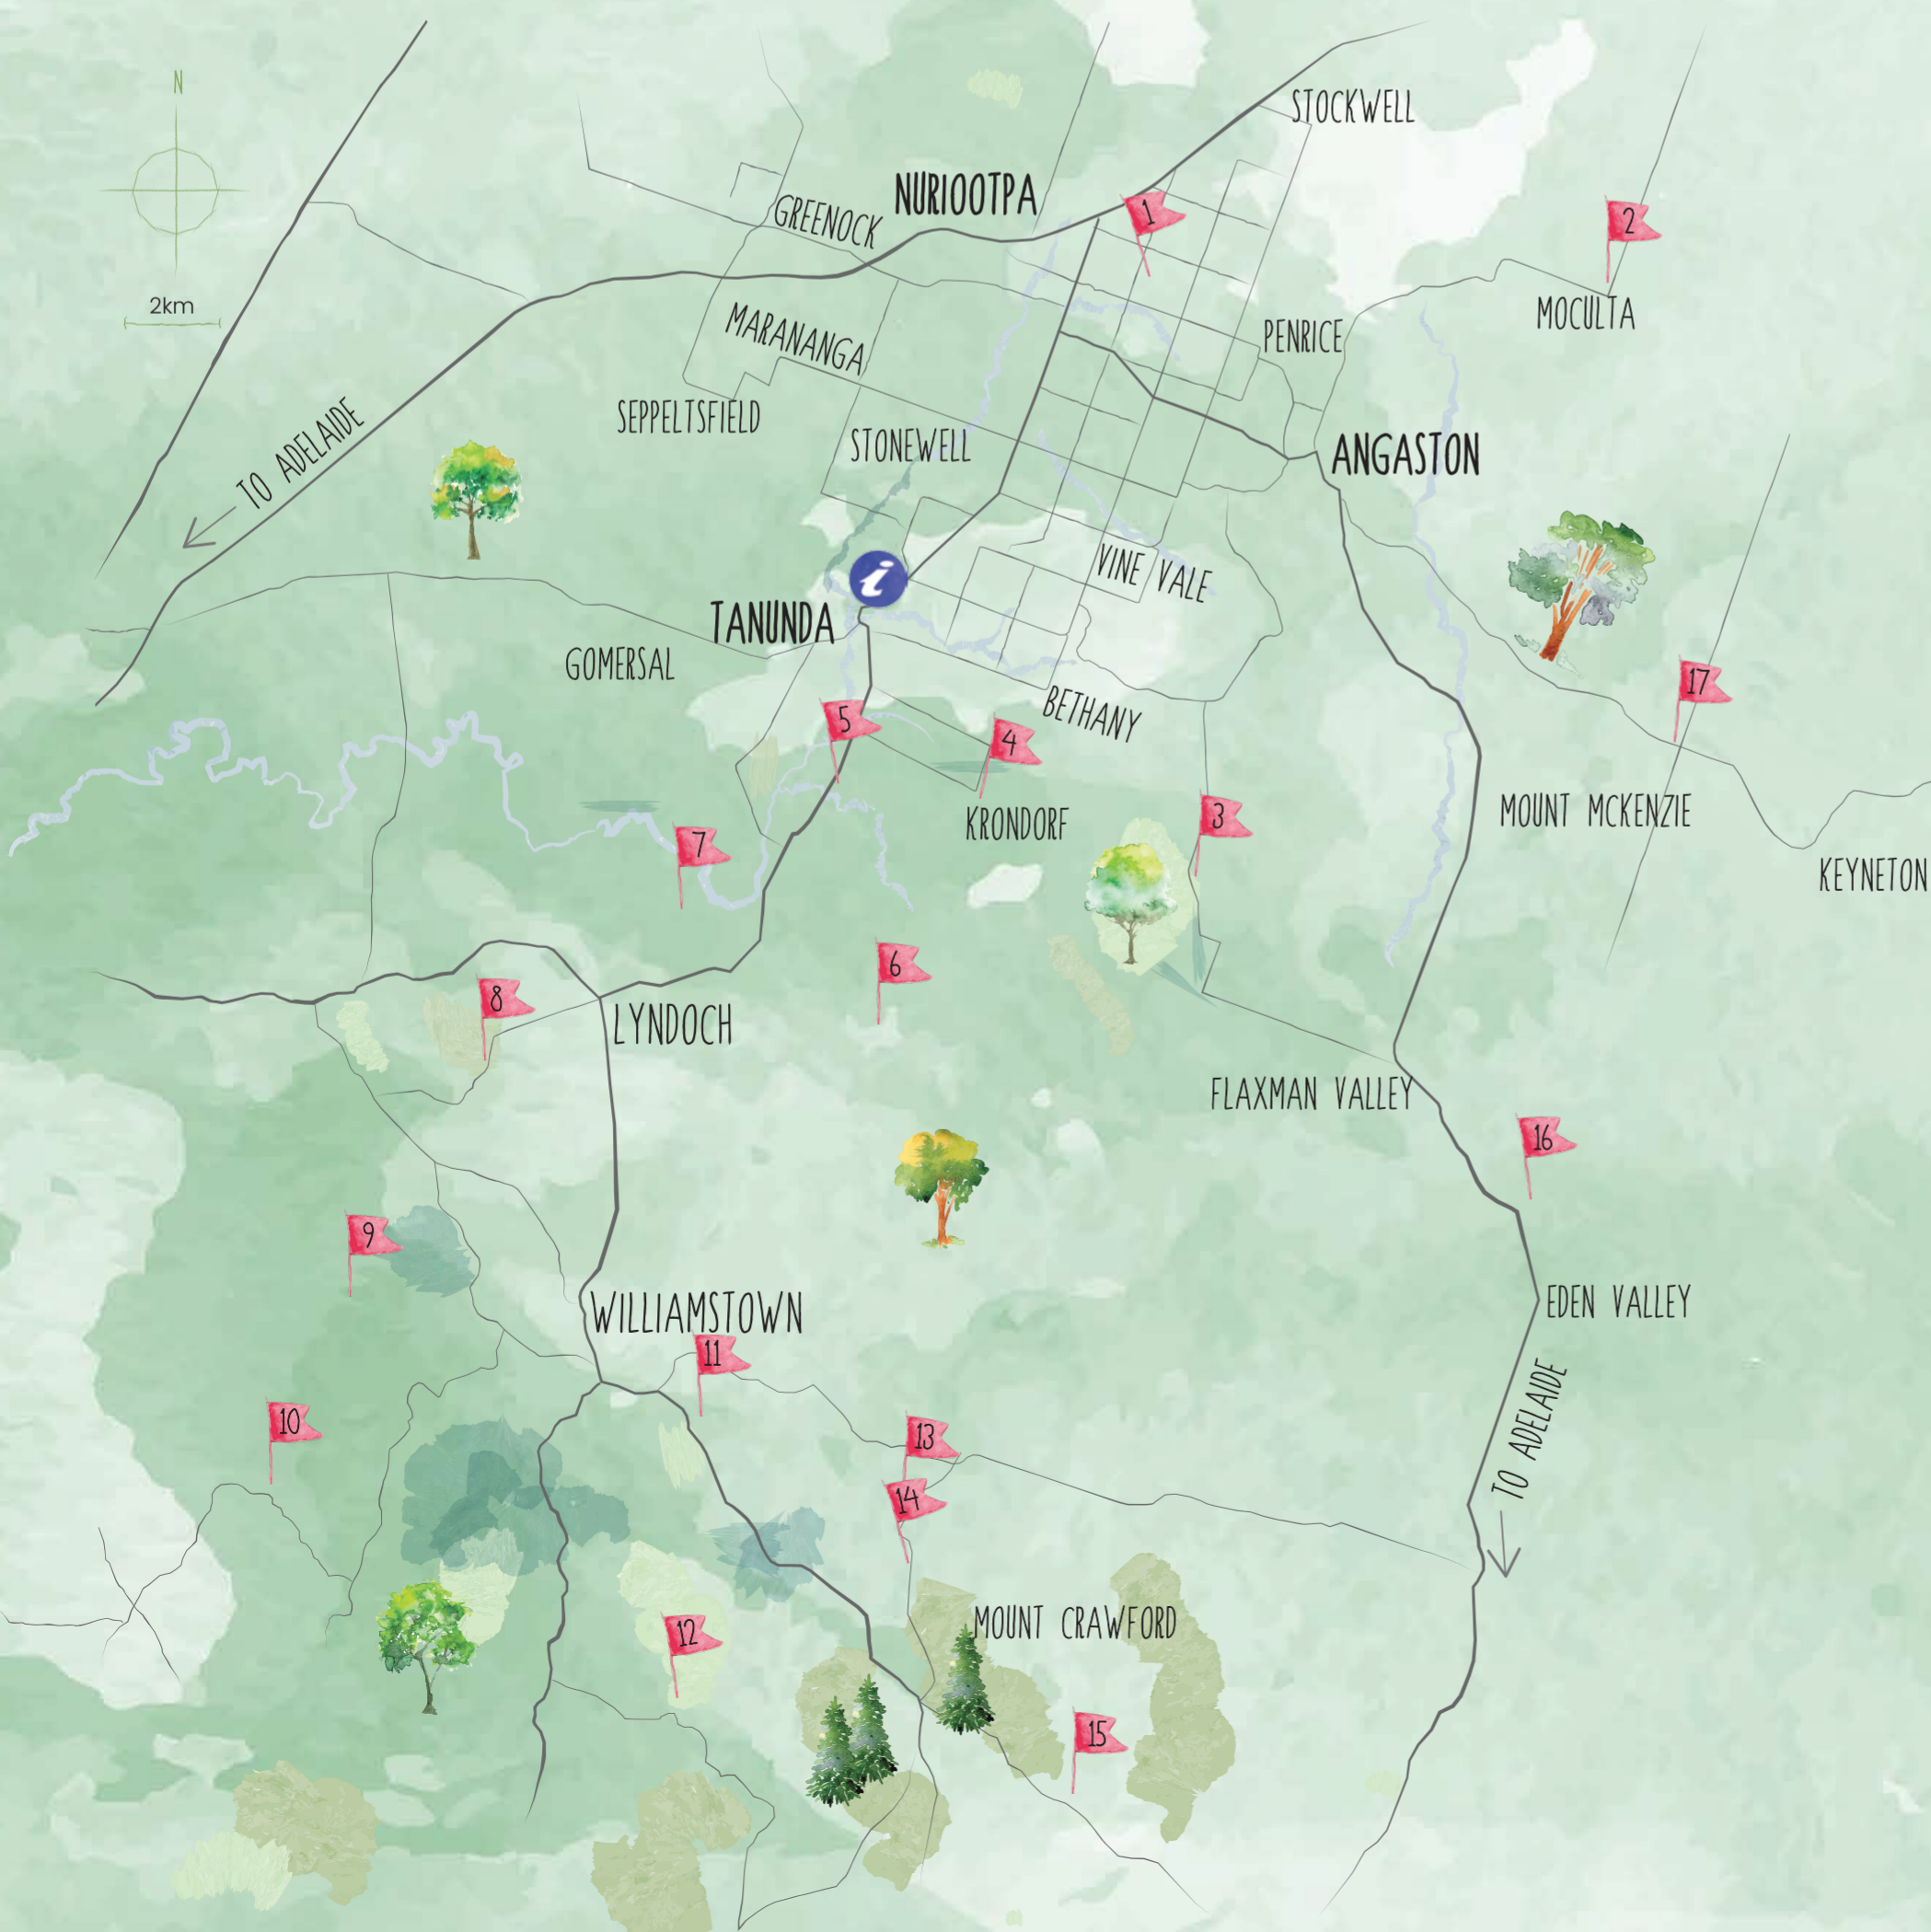 N
STOCKWELL
NURIOOTPA
1
2
GREENOCK
2km
MOCULTA
MARANANGA
PENRICE
SEPPELTSFIELD
TO ADELAIDE
STONEWELL
ANGASTON
i
VINE VALE
TANUNDA
GOMERSAL
17
5
BETHANY
4
KRONDORF
3
MOUNT MCKENZIE
7
KEYNETON
6
8
LYNDOCH
FLAXMAN VALLEY
16
9
WILLIAMSTOWN
EDEN VALLEY
11
10
13
TO ADELAIDE
14
12
MOUNT CRAWFORD
15